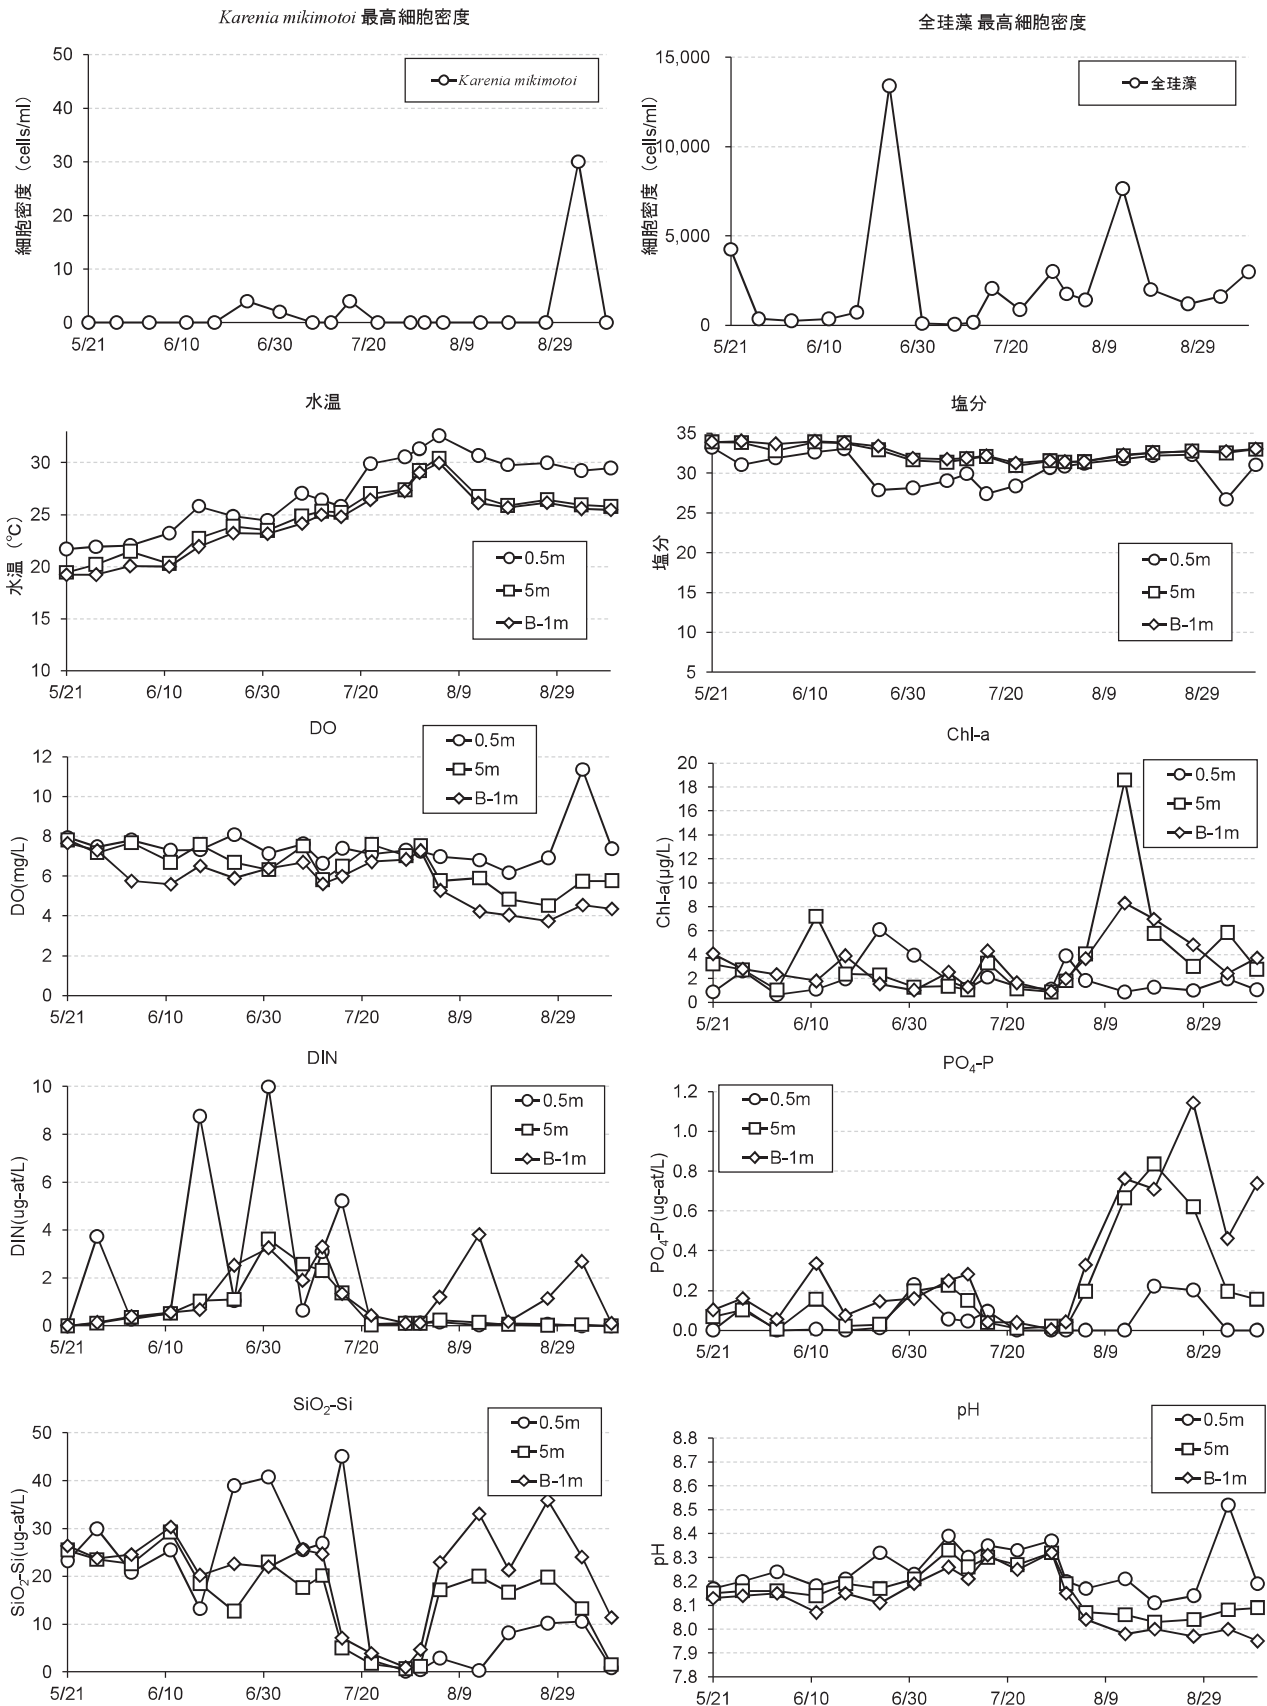 Karenia mikimotoi 最高細胞密度
細胞密度 (cells/ml)
50
40
30
20
10
0
Karenia mikimotoi
5/21 6/10 6/30 7/20 8/9 8/29
全珪藻 最高細胞密度
細胞密度 (cells/ml)
15,000
10,000
5,000
0
全珪藻
5/21 6/10 6/30 7/20 8/9 8/29
水温
水温 (℃)
30
25
20
15
10
0.5m
5m
B-1m
5/21 6/10 6/30 7/20 8/9 8/29
塩分
塩分
35
30
25
20
15
10
5
0.5m
5m
B-1m
5/21 6/10 6/30 7/20 8/9 8/29
DO
DO(mg/L)
12
10
8
6
4
2
0
0.5m
5m
B-1m
5/21 6/10 6/30 7/20 8/9 8/29
Chl-a
Chl-a(μg/L)
20
18
16
14
12
10
8
6
4
2
0
0.5m
5m
B-1m
5/21 6/10 6/30 7/20 8/9 8/29
DIN
DIN(ug-at/L)
10
8
6
4
2
0
0.5m
5m
B-1m
5/21 6/10 6/30 7/20 8/9 8/29
PO₄-P
PO₄-P(ug-at/L)
1.2
1.0
0.8
0.6
0.4
0.2
0.0
0.5m
5m
B-1m
5/21 6/10 6/30 7/20 8/9 8/29
SiO₂-Si
SiO₂-Si(ug-at/L)
50
40
30
20
10
0
0.5m
5m
B-1m
5/21 6/10 6/30 7/20 8/9 8/29
pH
pH
8.8
8.7
8.6
8.5
8.4
8.3
8.2
8.1
8.0
7.9
7.8
0.5m
5m
B-1m
5/21 6/10 6/30 7/20 8/9 8/29